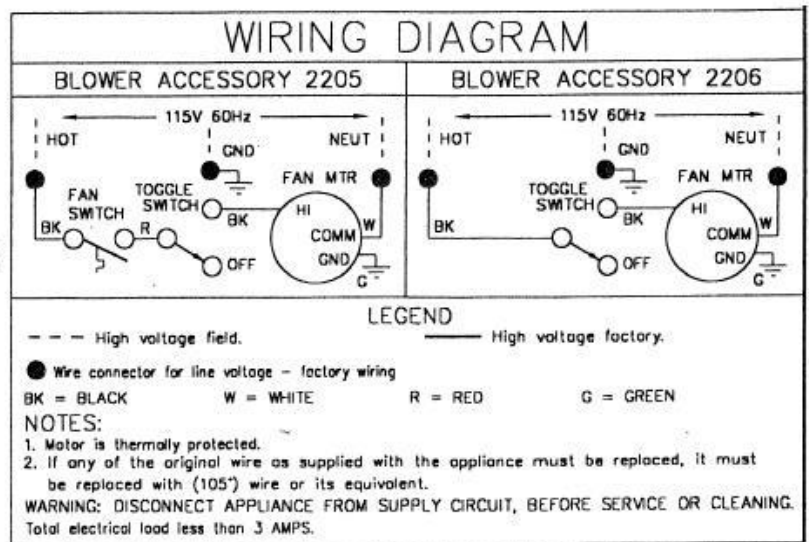 WIRING DIAGRAM
BLOWER ACCESSORY 2205
115V 60Hz
HOT
NEUT
GND
FAN SWITCH
TOGGLE SWITCH
FAN MTR
BK
R
BK
HI
COMM
W
GND
OFF
G
BLOWER ACCESSORY 2206
115V 60Hz
HOT
NEUT
GND
TOGGLE SWITCH
FAN MTR
BK
BK
HI
COMM
W
GND
OFF
G
LEGEND
High voltage field.
High voltage factory.
Wire connector for line voltage - factory wiring
BK = BLACK W = WHITE R = RED G = GREEN
NOTES:
1. Motor is thermally protected.
2. If any of the original wire as supplied with the appliance must be replaced, it must
be replaced with (105°) wire or its equivalent.
WARNING: DISCONNECT APPLIANCE FROM SUPPLY CIRCUIT, BEFORE SERVICE OR CLEANING.
Total electrical load less than 3 AMPS.